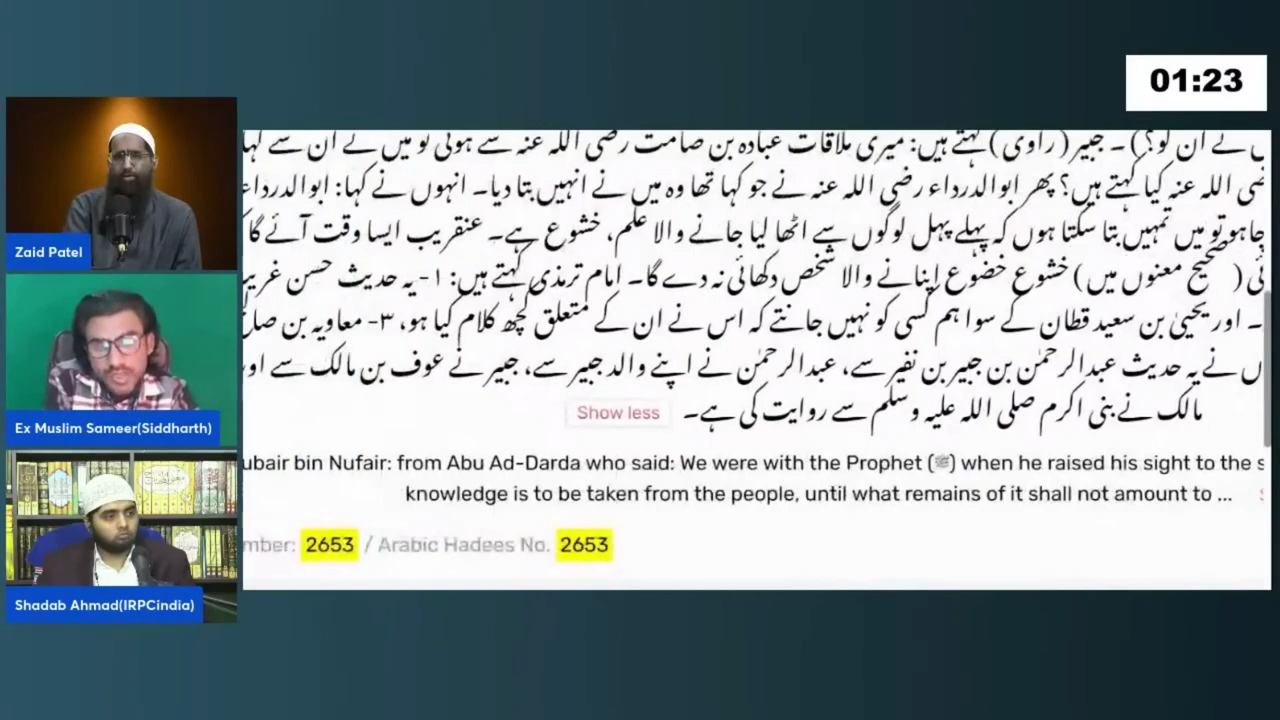 01:23
Zaid Patel
Ex Muslim Sameer(Siddharth)
Shadab Ahmad(IRPCindia)
نے ان کو؟) ۔ جبیر (راوی) کہتے ہیں: میری ملاقات عبادہ بن صامت رضی اللہ عنہ سے ہوئی تو میں نے ان سے کہا
اللہ عنہ کیا کہتے ہیں؟ پھر ابوالدرداء رضی اللہ عنہ نے جو کہا تھا وہ میں نے انہیں بتا دیا۔ انہوں نے کہا: ابوالدرداء
چاہو تو میں تمہیں بتا سکتا ہوں کہ پہلے پہل لوگوں سے اٹھا لیا جانے والا علم، خشوع ہے۔ عنقریب ایسا وقت آئے گا
(صحیح معنوں میں) خشوع خضوع اپنانے والا شخص دکھائی نہ دے گا۔ امام ترمذی کہتے ہیں: ۱- یہ حدیث حسن غریب
۔ اور یحییٰ بن سعید قطان کے سوا ہم کسی کو نہیں جانتے کہ اس نے ان کے متعلق کچھ کلام کیا ہو، ۳- معاویہ بن
نے یہ حدیث عبدالرحمٰن بن جبیر بن نفیر سے، عبدالرحمٰن نے اپنے والد جبیر سے، جبیر نے عوف بن مالک سے
مالک نے بنی اکرم صلی اللہ علیہ وسلم سے روایت کی ہے۔ Show less
ubair bin Nufair: from Abu Ad-Darda who said: We were with the Prophet (ﷺ) when he raised his sight to the s
knowledge is to be taken from the people, until what remains of it shall not amount to ...
mber: 2653 / Arabic Hadees No. 2653